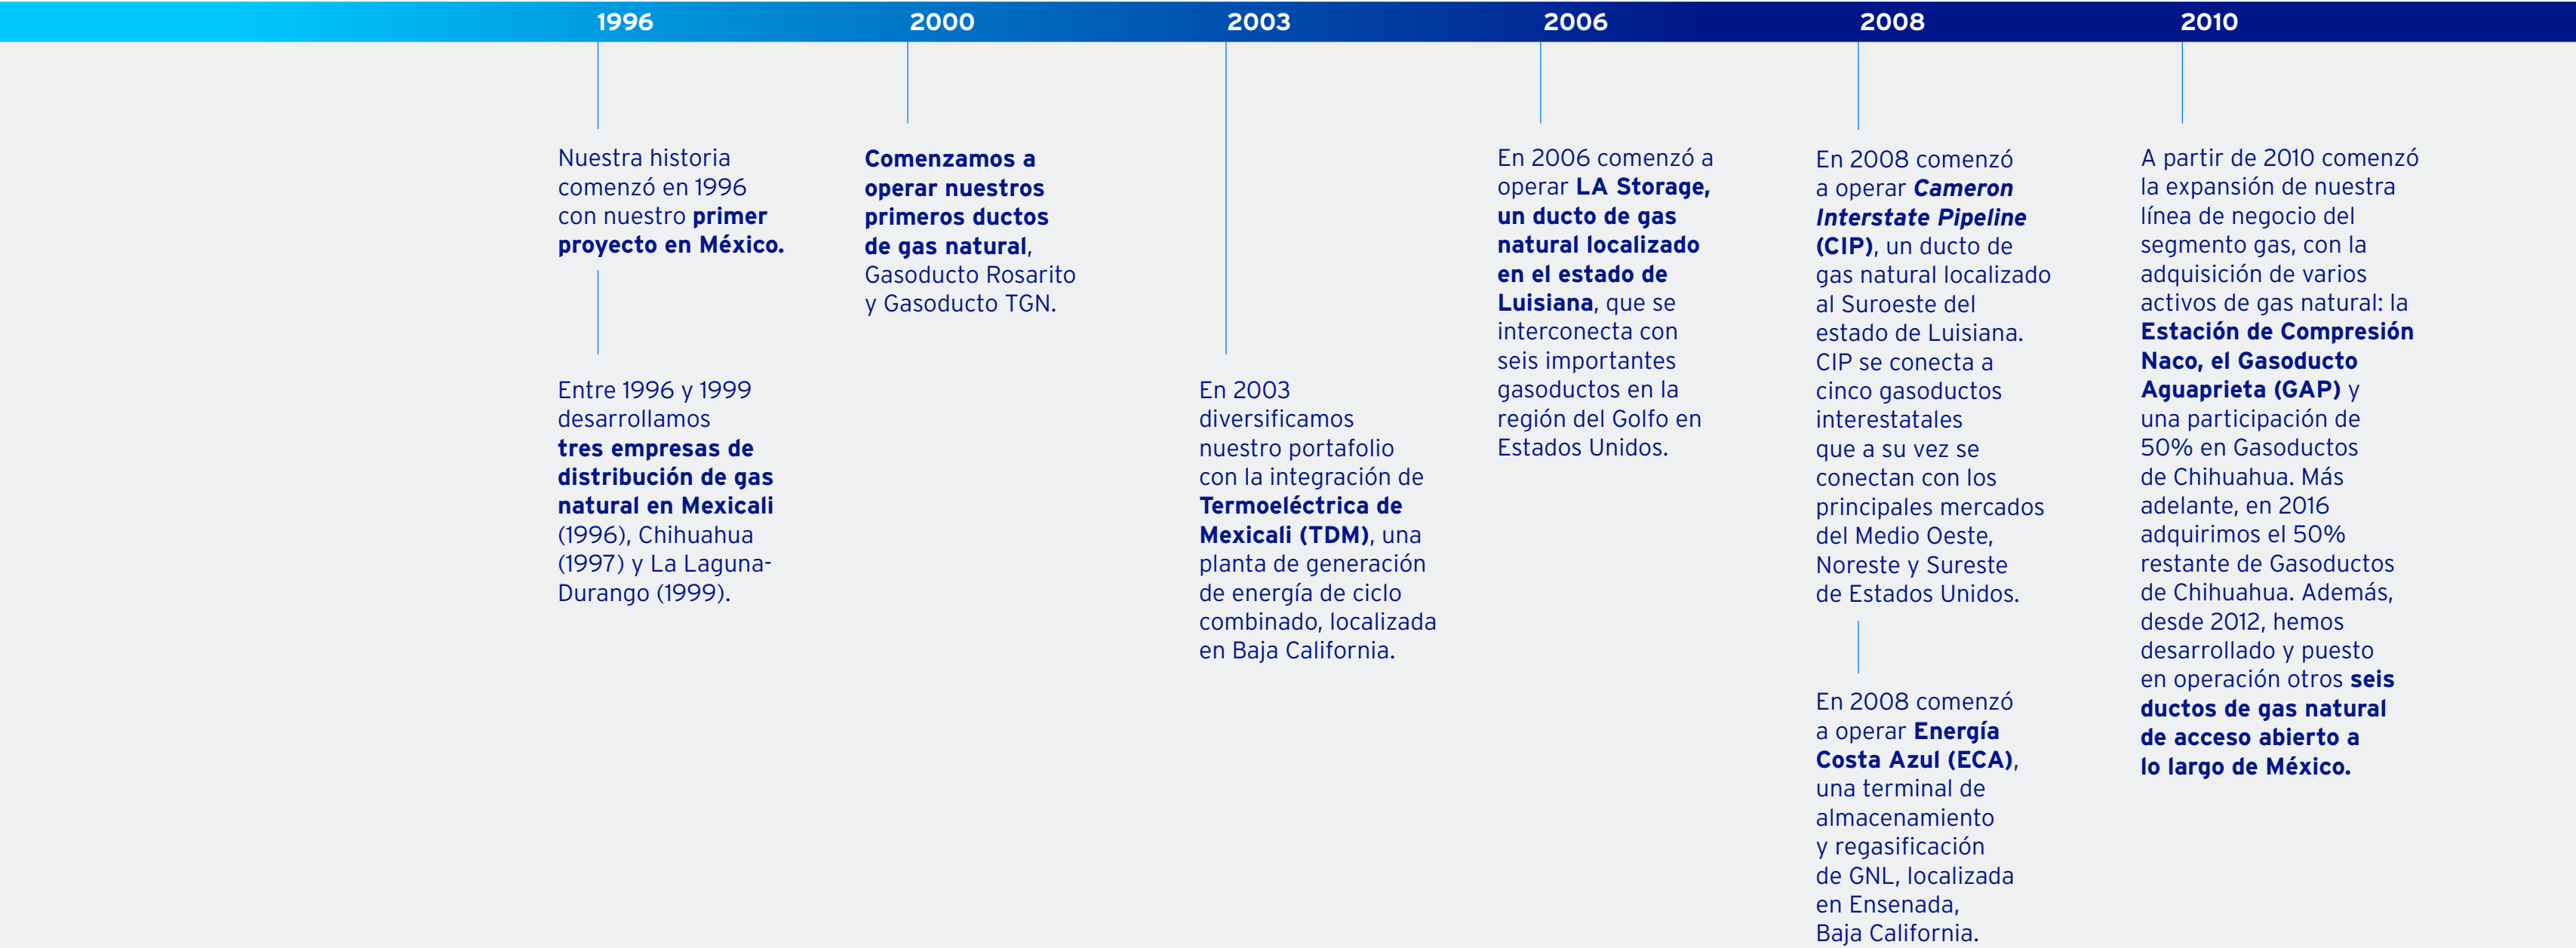 1996
2000
2003
2006
2008
2010
Nuestra historia
comenzó en 1996
con nuestro primer
proyecto en México.
Entre 1996 y 1999
desarrollamos
tres empresas de
distribución de gas
natural en Mexicali
(1996), Chihuahua
(1997) y La Laguna-
Durango (1999).
Comenzamos a
operar nuestros
primeros ductos
de gas natural,
Gasoducto Rosarito
y Gasoducto TGN.
En 2003
diversificamos
nuestro portafolio
con la integración de
Termoeléctrica de
Mexicali (TDM), una
planta de generación
de energía de ciclo
combinado, localizada
en Baja California.
En 2006 comenzó a
operar LA Storage,
un ducto de gas
natural localizado
en el estado de
Luisiana, que se
interconecta con
seis importantes
gasoductos en la
región del Golfo en
Estados Unidos.
En 2008 comenzó
a operar Cameron
Interstate Pipeline
(CIP), un ducto de
gas natural localizado
al Suroeste del
estado de Luisiana.
CIP se conecta a
cinco gasoductos
interestatales
que a su vez se
conectan con los
principales mercados
del Medio Oeste,
Noreste y Sureste
de Estados Unidos.
En 2008 comenzó
a operar Energía
Costa Azul (ECA),
una terminal de
almacenamiento
y regasificación
de GNL, localizada
en Ensenada,
Baja California.
A partir de 2010 comenzó
la expansión de nuestra
línea de negocio del
segmento gas, con la
adquisición de varios
activos de gas natural: la
Estación de Compresión
Naco, el Gasoducto
Aguaprieta (GAP) y
una participación de
50% en Gasoductos
de Chihuahua. Más
adelante, en 2016
adquirimos el 50%
restante de Gasoductos
de Chihuahua. Además,
desde 2012, hemos
desarrollado y puesto
en operación otros seis
ductos de gas natural
de acceso abierto a
lo largo de México.